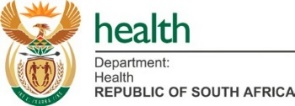 health
Department:
Health
REPUBLIC OF SOUTH AFRICA